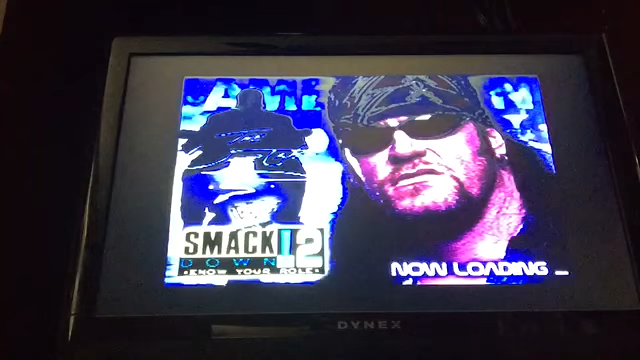 SMACK
DOWN! 2
KNOW YOUR ROLE
NOW LOADING _
DYNEX